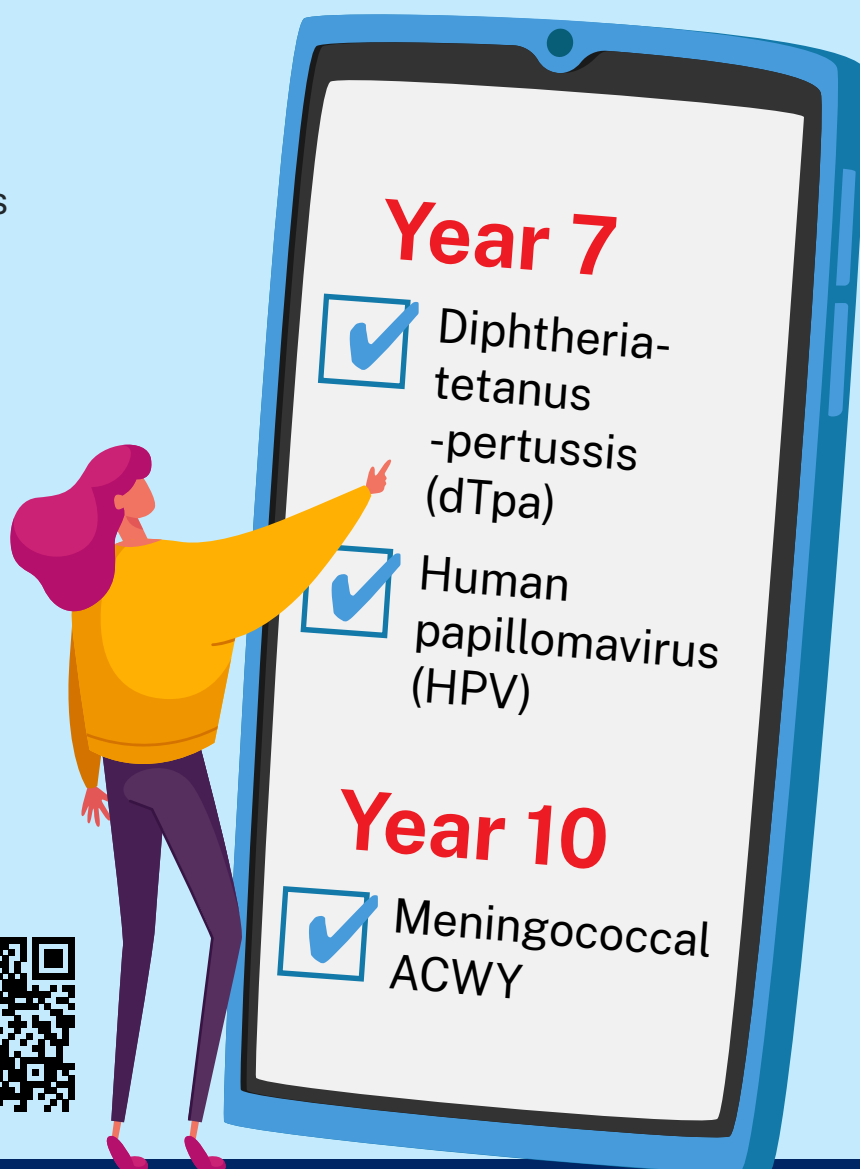 s
Year 7
Diphtheria-
tetanus
-pertussis
(dTpa)
Human
papillomavirus
(HPV)
Year 10
Meningococcal
ACWY